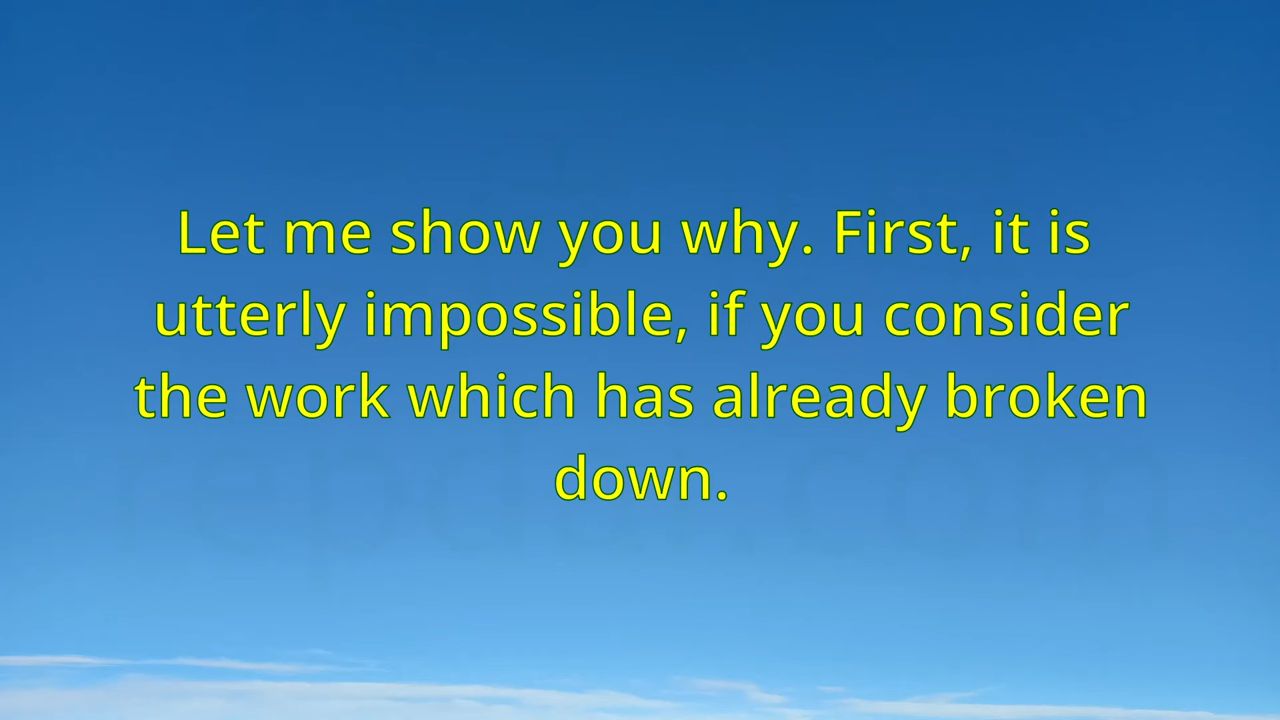 Let me show you why. First, it is
utterly impossible, if you consider
the work which has already broken
down.